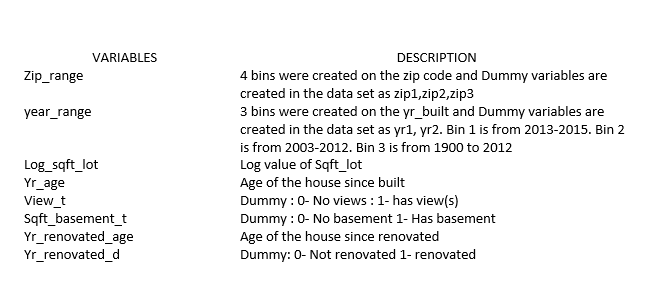 VARIABLES DESCRIPTION
Zip_range 4 bins were created on the zip code and Dummy variables are
created in the data set as zip1,zip2,zip3
year_range 3 bins were created on the yr_built and Dummy variables are
created in the data set as yr1, yr2. Bin 1 is from 2013-2015. Bin 2
is from 2003-2012. Bin 3 is from 1900 to 2012
Log_sqft_lot Log value of Sqft_lot
Yr_age Age of the house since built
View_t Dummy : 0- No views : 1- has view(s)
Sqft_basement_t Dummy : 0- No basement 1- Has basement
Yr_renovated_age Age of the house since renovated
Yr_renovated_d Dummy: 0- Not renovated 1- renovated